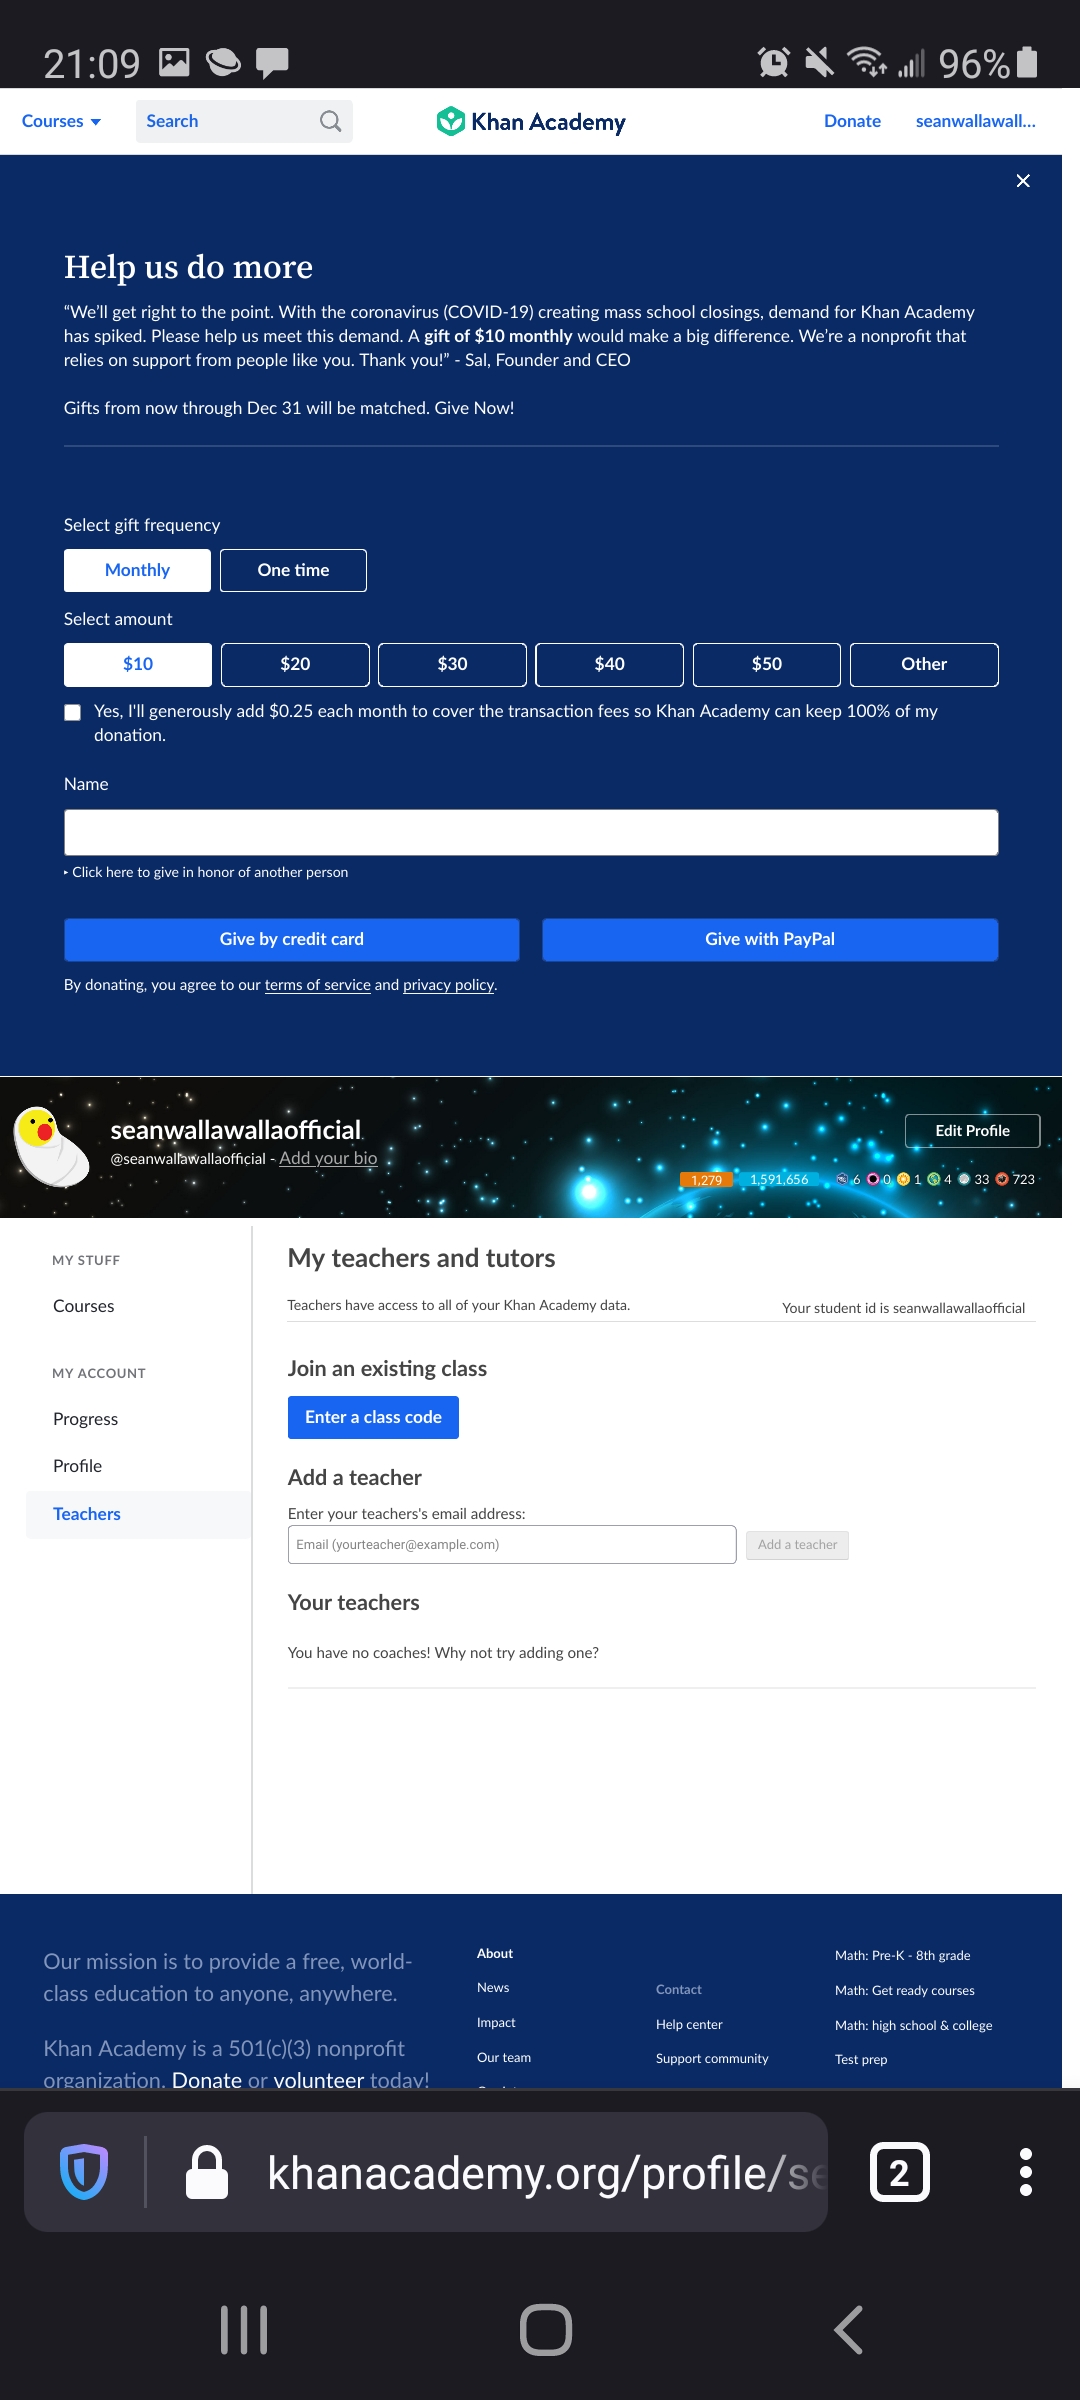 21:09
96%
Courses
Search
Khan Academy
Donate
seanwallawall...
Help us do more
“We’ll get right to the point. With the coronavirus (COVID-19) creating mass school closings, demand for Khan Academy
has spiked. Please help us meet this demand. A gift of $10 monthly would make a big difference. We’re a nonprofit that
relies on support from people like you. Thank you!” - Sal, Founder and CEO
Gifts from now through Dec 31 will be matched. Give Now!
Select gift frequency
Monthly
One time
Select amount
$10
$20
$30
$40
$50
Other
Yes, I'll generously add $0.25 each month to cover the transaction fees so Khan Academy can keep 100% of my
donation.
Name
Click here to give in honor of another person
Give by credit card
Give with PayPal
By donating, you agree to our terms of service and privacy policy.
seanwallawallaofficial
@seanwallawallaofficial - Add your bio
Edit Profile
1,279
1,591,656
6
0
1
4
33
723
MY STUFF
Courses
MY ACCOUNT
Progress
Profile
Teachers
My teachers and tutors
Teachers have access to all of your Khan Academy data.
Your student id is seanwallawallaofficial
Join an existing class
Enter a class code
Add a teacher
Enter your teachers's email address:
Email (yourteacher@example.com)
Add a teacher
Your teachers
You have no coaches! Why not try adding one?
Our mission is to provide a free, world-
class education to anyone, anywhere.
Khan Academy is a 501(c)(3) nonprofit
organization. Donate or volunteer today!
About
News
Impact
Our team
Contact
Help center
Support community
Math: Pre-K - 8th grade
Math: Get ready courses
Math: high school & college
Test prep
khanacademy.org/profile/se
2